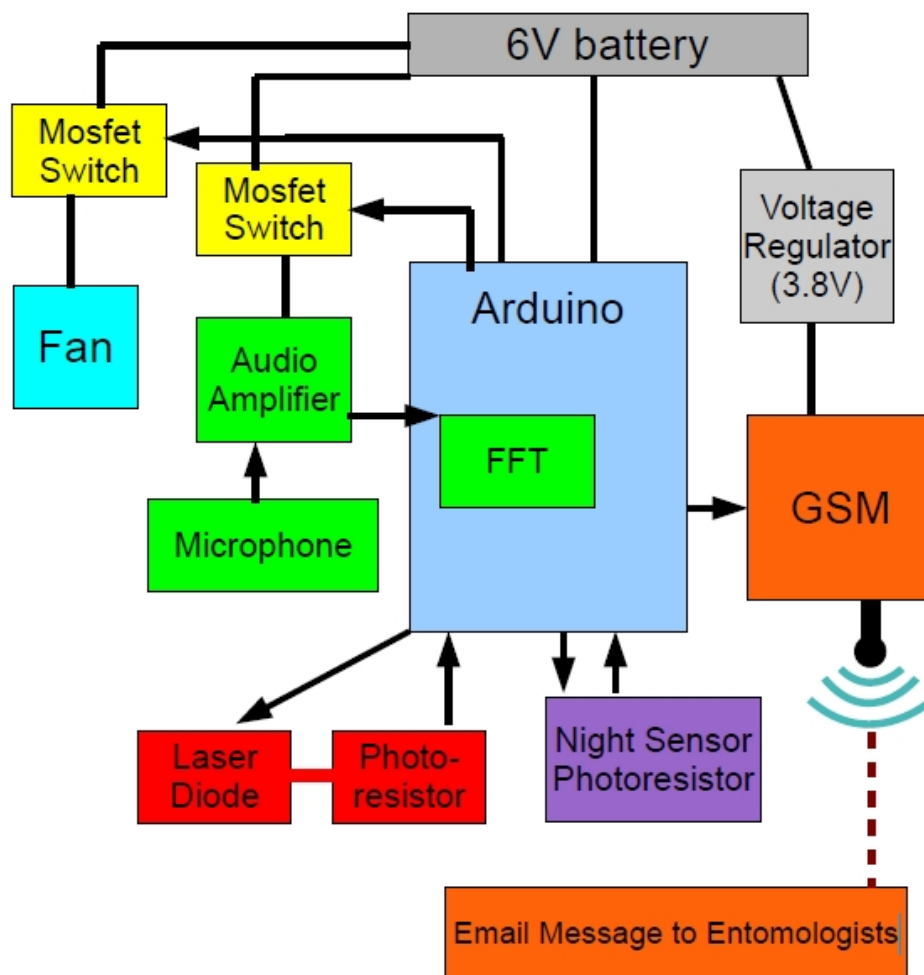 6V battery
Mosfet
Switch
Mosfet
Switch
Voltage
Regulator
(3.8V)
Arduino
Fan
Audio
Amplifier
FFT
GSM
Microphone
Laser
Diode
Photo-
resistor
Night Sensor
Photoresistor
Email Message to Entomologists